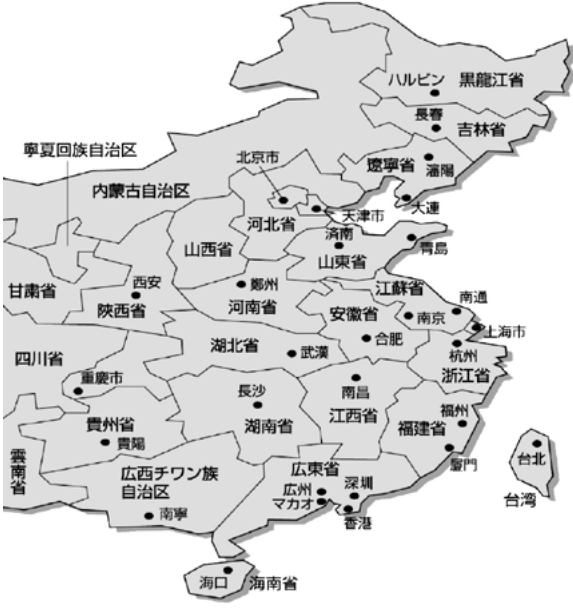 ハルビン
黒龍江省
長春
吉林省
寧夏回族自治区
北京市
遼寧省
瀋陽
内蒙古自治区
大連
天津市
河北省
済南
青島
山西省
山東省
甘粛省
西安
鄭州
江蘇省
陝西省
河南省
安徽省
南京
南通
上海市
合肥
湖北省
武漢
杭州
四川省
浙江省
重慶市
長沙
南昌
貴州省
湖南省
江西省
福建省
福州
貴陽
雲南省
広西チワン族
自治区
広東省
厦門
台北
台湾
広州
深圳
マカオ
香港
南寧
海口
海南省